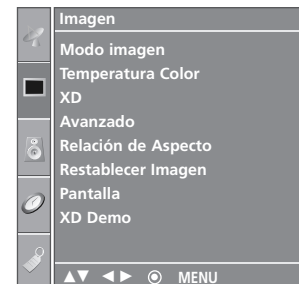 Imagen
Modo imagen
Temperatura Color
XD
Avanzado
Relación de Aspecto
Restablecer Imagen
Pantalla
XD Demo
▲▼ ◄► ⦿ MENU